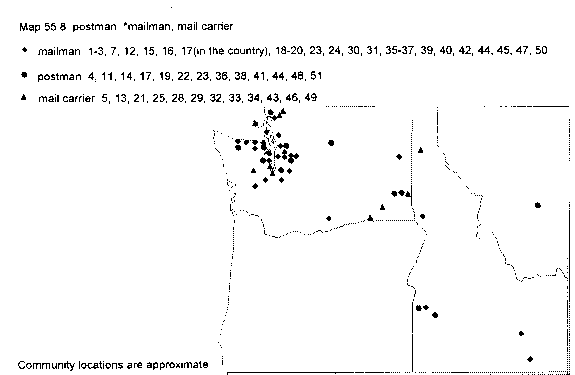 Map 55 8 postman *mailman, mail carrier
mailman 1-3, 7, 12, 15, 16, 17(in the country), 18-20, 23, 24, 30, 31, 35-37, 39, 40, 42, 44, 45, 47, 50
postman 4, 11, 14, 17, 19, 22, 23, 36, 38, 41, 44, 48, 51
mail carrier 5, 13, 21, 25, 28, 29, 32, 33, 34, 43, 46, 49
Community locations are approximate